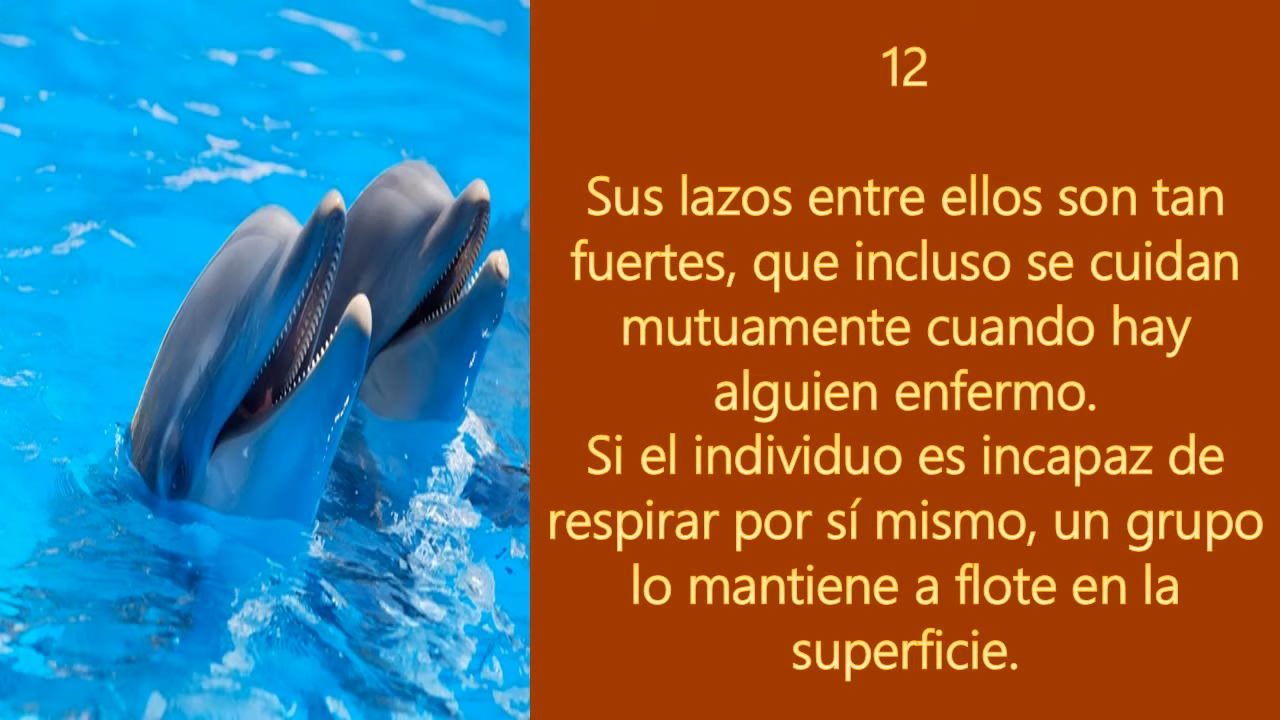 12
Sus lazos entre ellos son tan
fuertes, que incluso se cuidan
mutuamente cuando hay
alguien enfermo.
Si el individuo es incapaz de
respirar por sí mismo, un grupo
lo mantiene a flote en la
superficie.